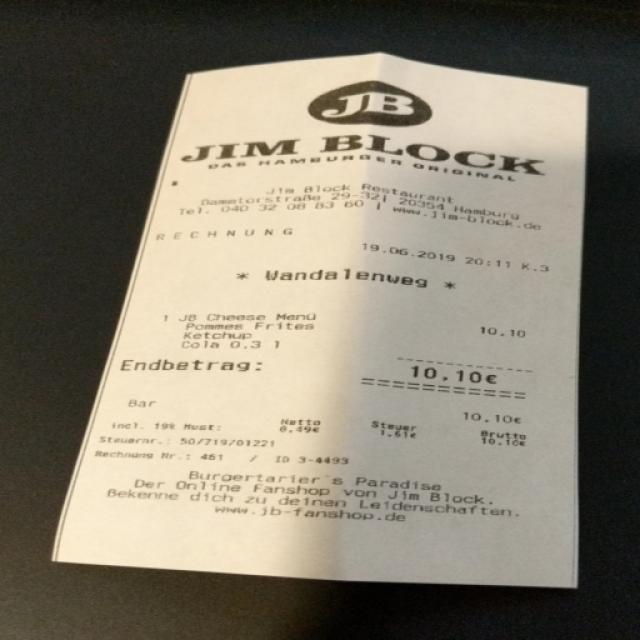 JB
JIM BLOCK
DAS HAMBURGER ORIGINAL
Jim Block Restaurant
Damstorstraße 29-32| 20354 Hamburg
Tel. 040 32 08 83 60 | www.jim-block.de
RECHNUNG
19.06.2019 20:11 K.3
* Wandalenweg *
1 JB Cheese Menü 10,10
Pommes Frites
Ketchup
Cola 0,3 l
Endbetrag: 10,10€
Bar 10,10€
Netto Steuer Brutto
incl. 19% Mwst: 8,49€ 1,61€ 10,10€
Steuernr.: 50/719/01221
Rechnung Nr.: 461 / ID 3-4493
Burgertarier's Paradise
Der Online Fanshop von Jim Block.
Bekenne dich zu deinen Leidenschaften.
www.jb-fanshop.de